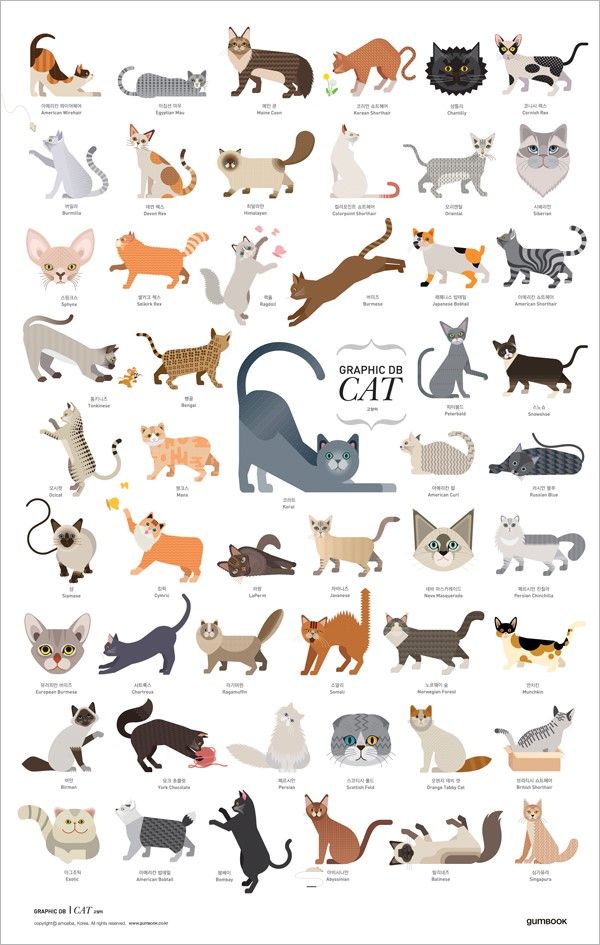 아메리칸 와이어헤어
American Wirehair
이집션 마우
Egyptian Mau
메인 쿤
Maine Coon
코리안 쇼트헤어
Korean Shorthair
샹틸리
Chantilly
코니시 렉스
Cornish Rex
버밀라
Burmilla
데본 렉스
Devon Rex
히말라얀
Himalayan
컬러포인트 쇼트헤어
Colorpoint Shorthair
오리엔탈
Oriental
시베리안
Siberian
스핑크스
Sphynx
셀커크 렉스
Selkirk Rex
랙돌
Ragdoll
버미즈
Burmese
재패니스 밥테일
Japanese Bobtail
아메리칸 쇼트헤어
American Shorthair
통키니즈
Tonkinese
벵골
Bengal
GRAPHIC DB
CAT
고양이
피터볼드
Peterbald
스노슈
Snowshoe
오시캣
Ocicat
맹크스
Manx
코라트
Korat
아메리칸 컬
American Curl
러시안 블루
Russian Blue
샴
Siamese
킴릭
Cymric
라펌
LaPerm
자바니즈
Javanese
네바 마스커레이드
Neva Masquerade
페르시안 친칠라
Persian Chinchilla
유러피안 버미즈
European Burmese
샤트룩스
Chartreux
라가머핀
Ragamuffin
소말리
Somali
노르웨이 숲
Norwegian Forest
먼치킨
Munchkin
버만
Birman
요크 초콜릿
York Chocolate
페르시안
Persian
스코티시 폴드
Scottish Fold
오렌지 태비 캣
Orange Tabby Cat
브리티시 쇼트헤어
British Shorthair
이그조틱
Exotic
아메리칸 밥테일
American Bobtail
봄베이
Bombay
아비시니안
Abyssinian
발리네즈
Balinese
싱가푸라
Singapura
GRAPHIC DB | CAT 고양이
copyright© amoeba, Korea. All rights reserved. www.gumbook.co.kr
gumBOOK